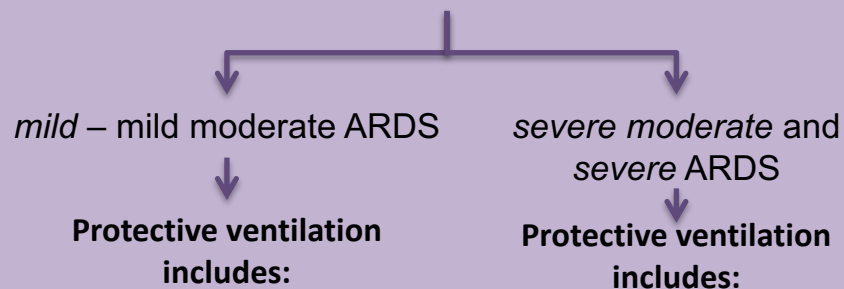 mild – mild moderate ARDS
Protective ventilation
includes:
severe moderate and
severe ARDS
Protective ventilation
includes: